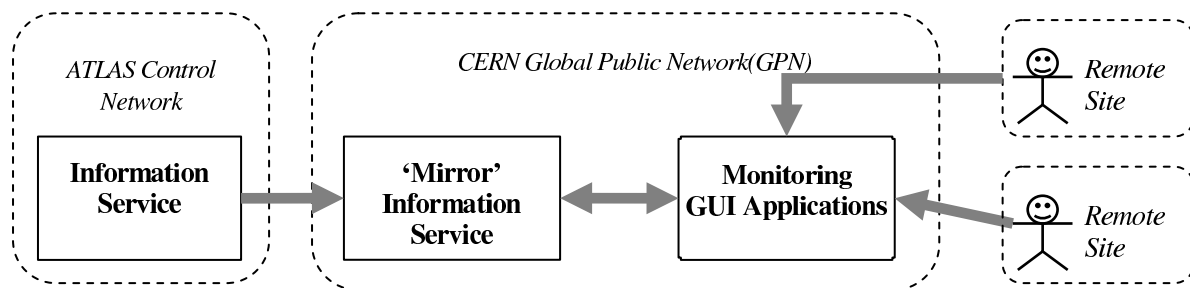 ATLAS Control
Network
Information
Service
CERN Global Public Network(GPN)
‘Mirror’
Information
Service
Monitoring
GUI Applications
Remote
Site
Remote
Site